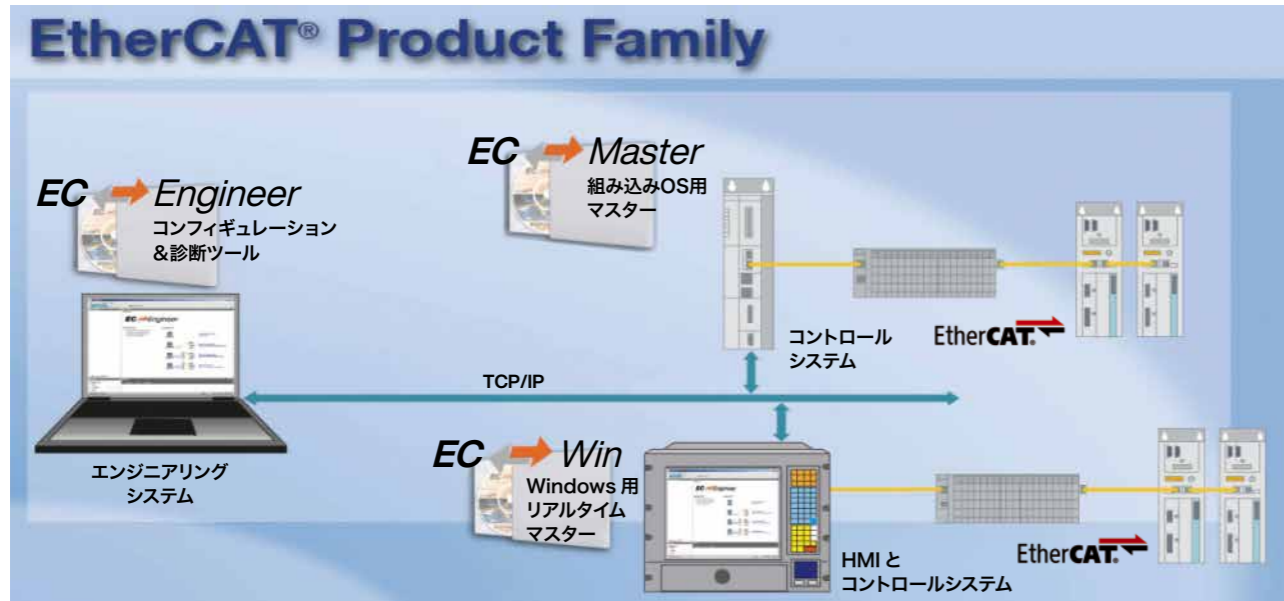 EtherCAT® Product Family
EC Engineer
コンフィギュレーション
&診断ツール
EC Master
組み込みOS用
マスター
EC Engineer
コントロール
システム
EtherCAT®
TCP/IP
エンジニアリング
システム
EC Win
Windows 用
リアルタイム
マスター
EC Engineer
HMI と
コントロールシステム
EtherCAT®